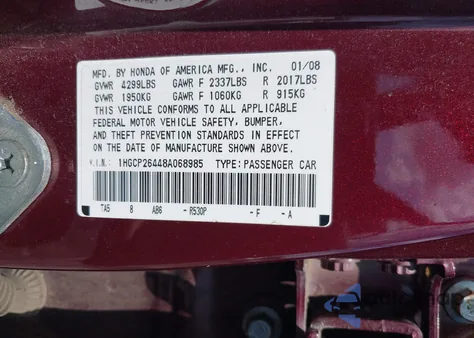 MFD. BY HONDA OF AMERICA MFG., INC. 01/08
GVWR 4299LBS GAWR F 2337LBS R 2017LBS
GVWR 1950KG GAWR F 1060KG R 915KG
THIS VEHICLE CONFORMS TO ALL APPLICABLE
FEDERAL MOTOR VEHICLE SAFETY, BUMPER,
AND THEFT PREVENTION STANDARDS IN EFFECT
ON THE DATE OF MANUFACTURE SHOWN ABOVE.
V.I.N.: 1HGCP26448A068985 TYPE: PASSENGER CAR
TA5 8 AB6 - R530P - F - A